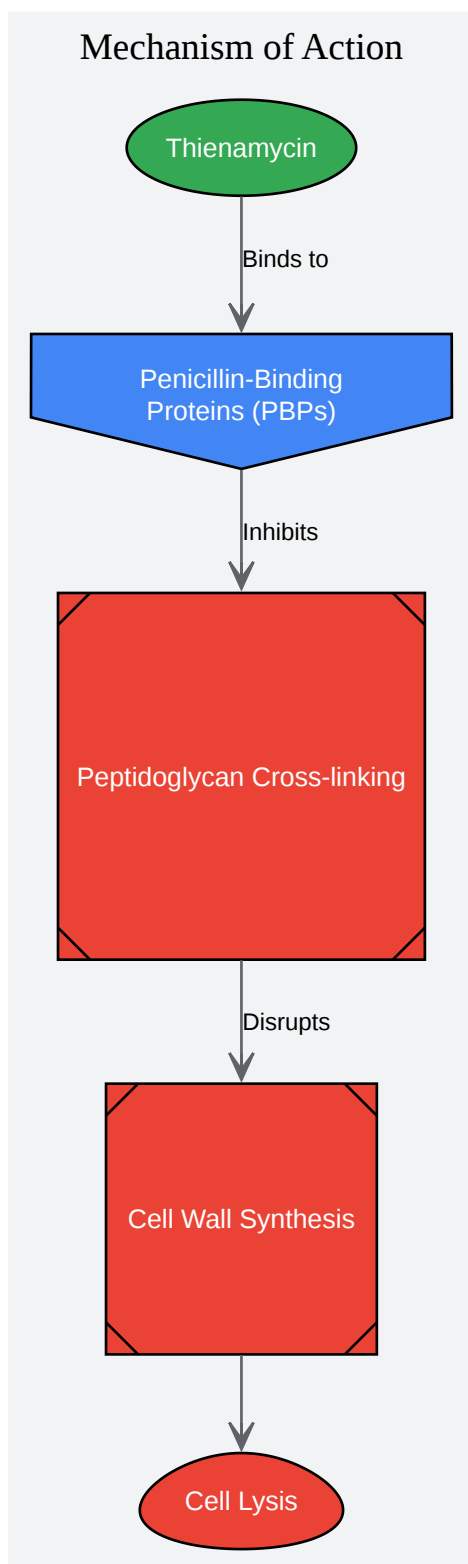 Mechanism of Action
Thienamycin
Binds to
Penicillin-Binding
Proteins (PBPs)
Inhibits
Peptidoglycan Cross-linking
Disrupts
Cell Wall Synthesis
Cell Lysis